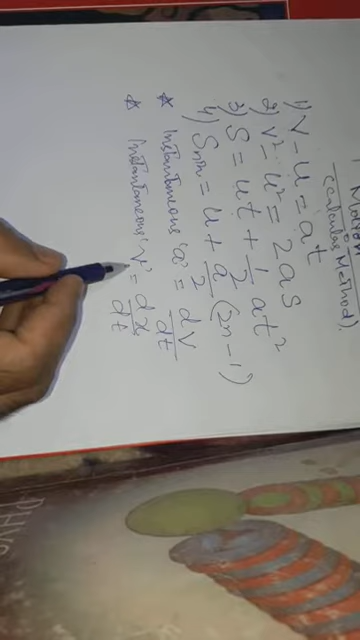 Motion
(Calculus Method).
1) V - u = at
2) V² - u² = 2as
3) S = ut + 1/2 at²
4) Snth = u + a/2 (2n - 1)
* Instantaneous 'a' = dV/dt
* Instantaneous 'v' = dx/dt